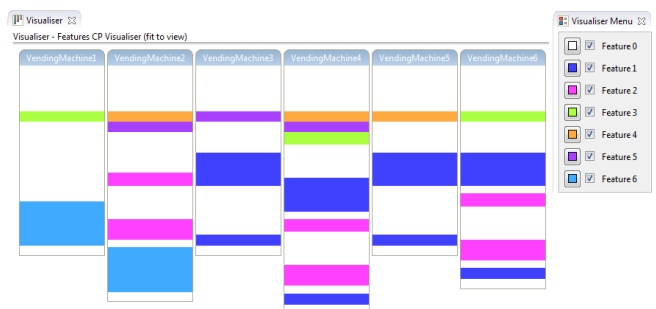 Visualiser
Visualiser - Features CP Visualiser (fit to view)
VendingMachine1 VendingMachine2 VendingMachine3 VendingMachine4 VendingMachine5 VendingMachine6
Visualiser Menu
Feature 0
Feature 1
Feature 2
Feature 3
Feature 4
Feature 5
Feature 6